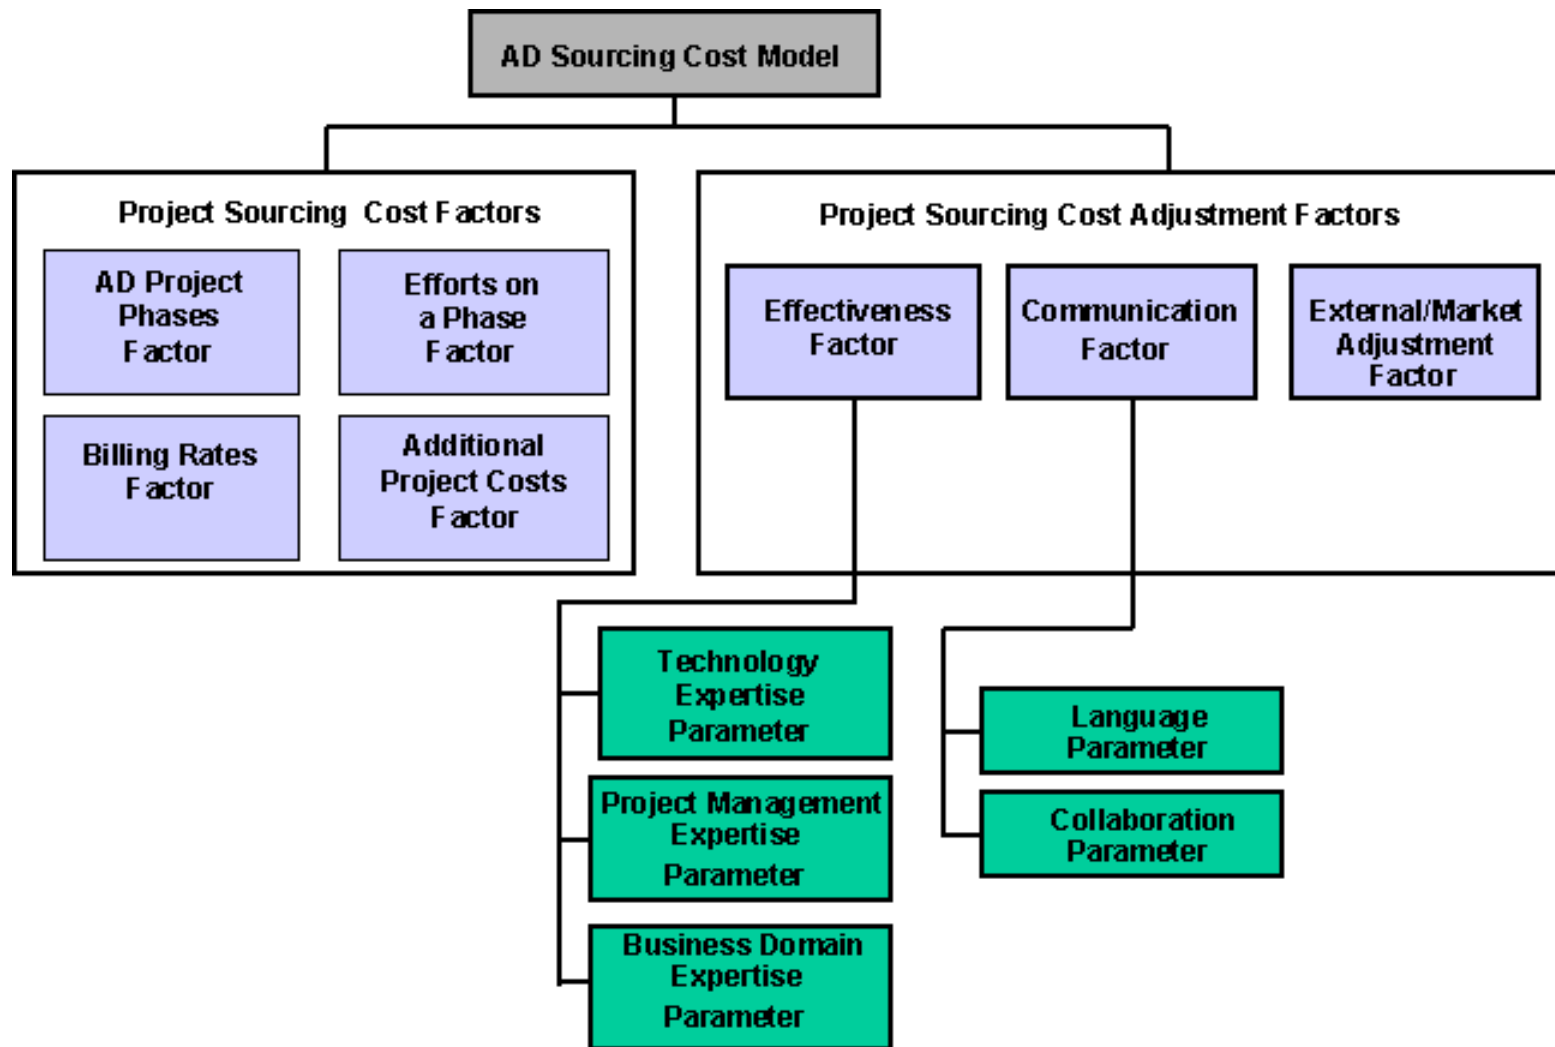 AD Sourcing Cost Model
Project Sourcing Cost Factors
AD Project
Phases
Factor
Efforts on
a Phase
Factor
Billing Rates
Factor
Additional
Project Costs
Factor
Project Sourcing Cost Adjustment Factors
Effectiveness
Factor
Communication
Factor
External/Market
Adjustment
Factor
Technology
Expertise
Parameter
Project Management
Expertise
Parameter
Business Domain
Expertise
Parameter
Language
Parameter
Collaboration
Parameter